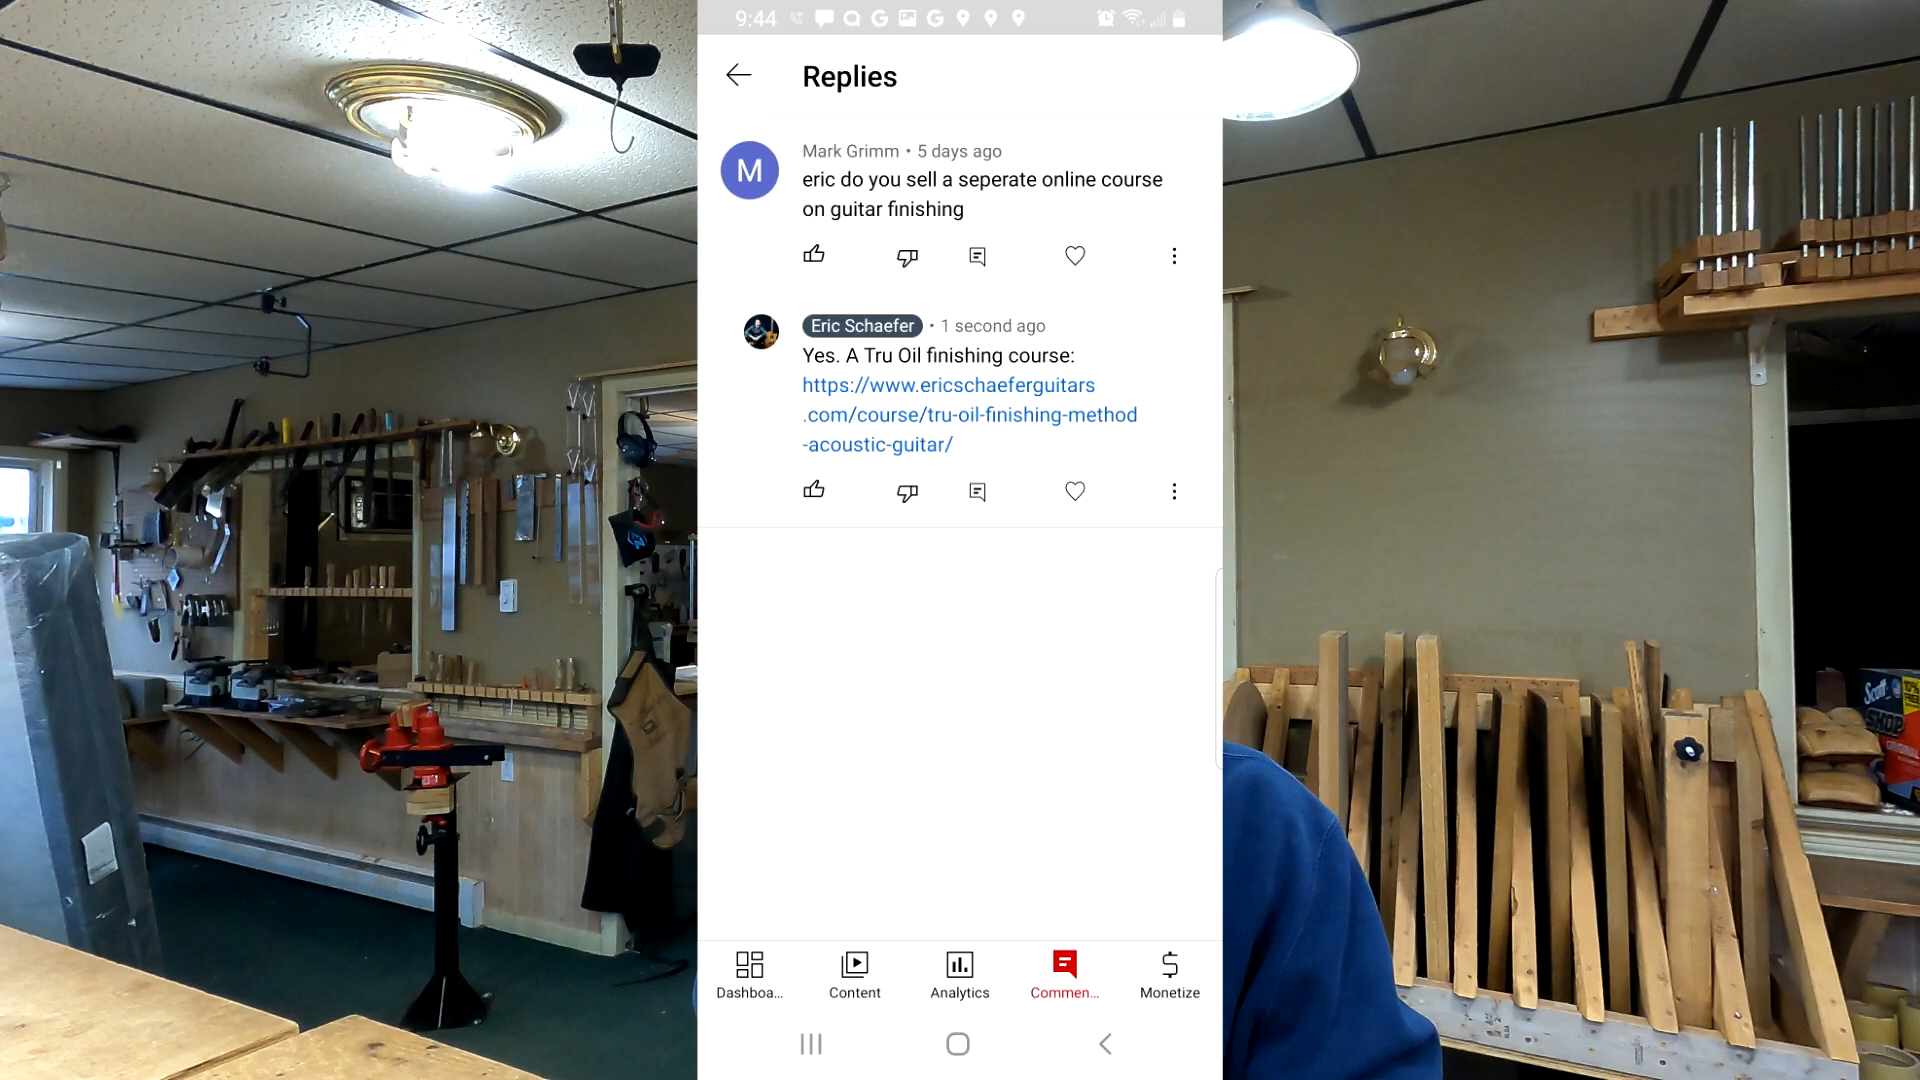 9:44
Replies
Mark Grimm • 5 days ago
eric do you sell a seperate online course
on guitar finishing
M
Eric Schaefer • 1 second ago
Yes. A Tru Oil finishing course:
https://www.ericschaeferguitars
.com/course/tru-oil-finishing-method
-acoustic-guitar/
Scott
SHOP
Dashboa...
Content
Analytics
Commen...
Monetize